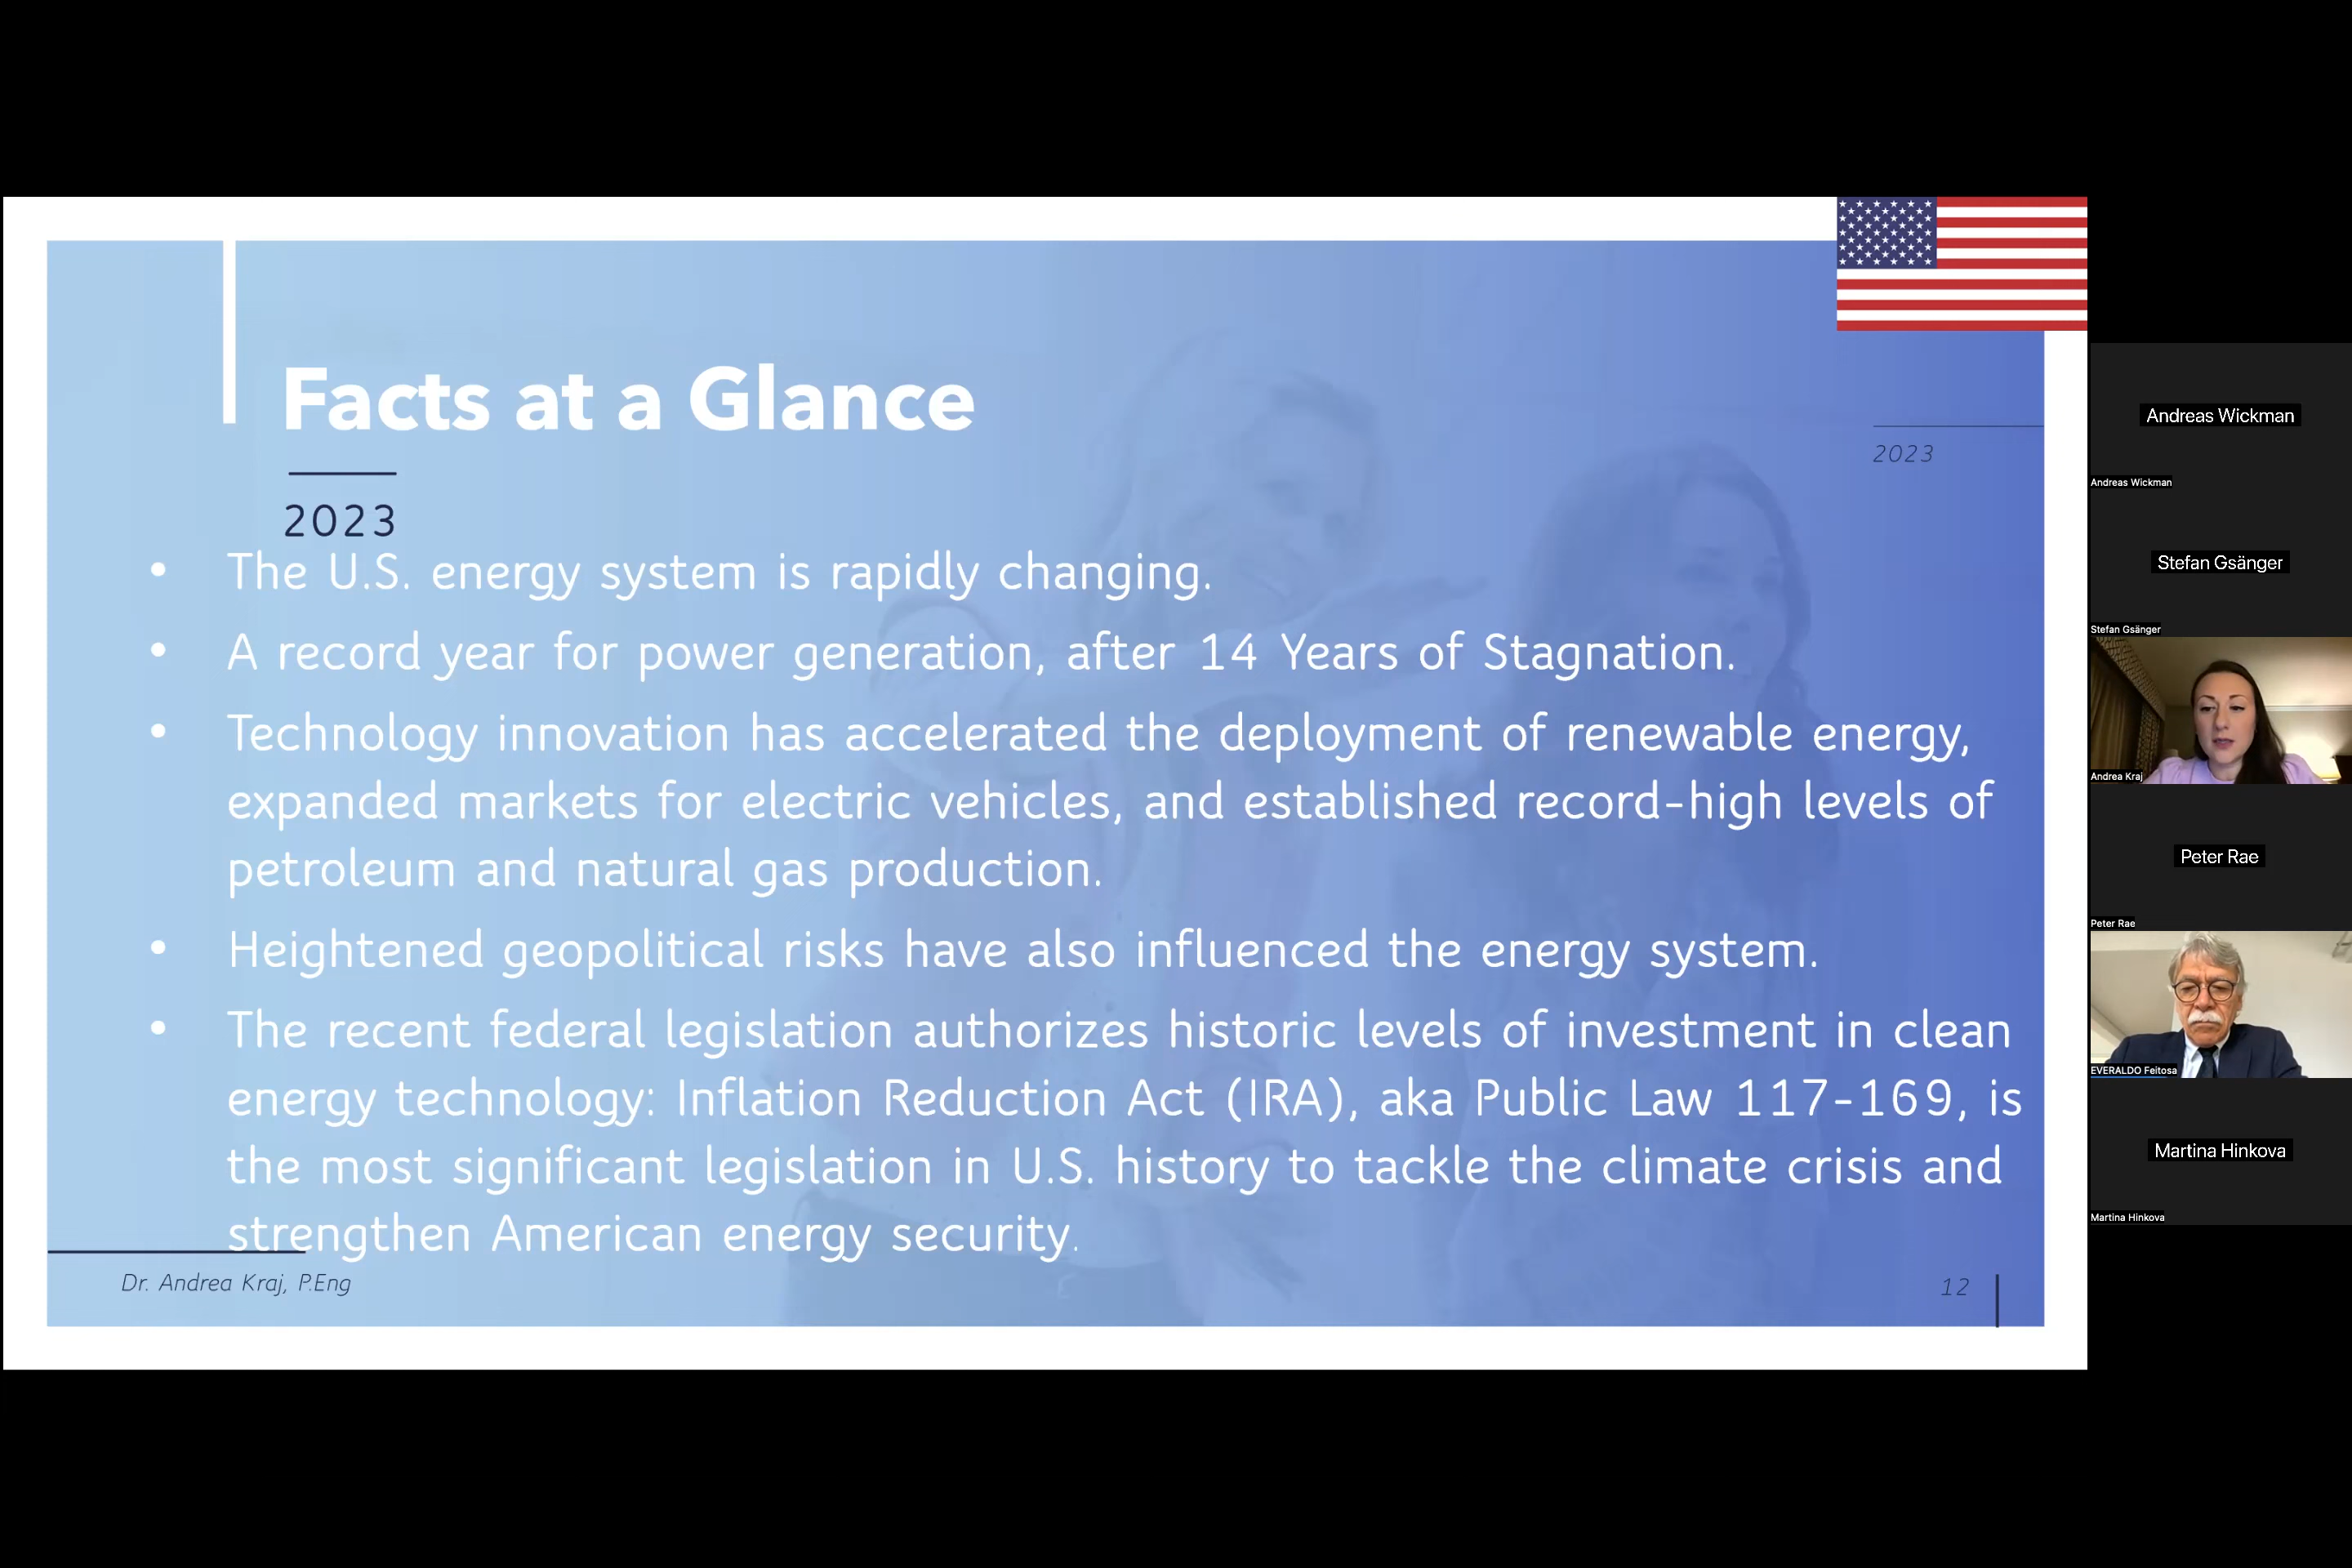 Facts at a Glance
2023
2023
• The U.S. energy system is rapidly changing.
• A record year for power generation, after 14 Years of Stagnation.
• Technology innovation has accelerated the deployment of renewable energy,
expanded markets for electric vehicles, and established record-high levels of
petroleum and natural gas production.
• Heightened geopolitical risks have also influenced the energy system.
• The recent federal legislation authorizes historic levels of investment in clean
energy technology: Inflation Reduction Act (IRA), aka Public Law 117-169, is
the most significant legislation in U.S. history to tackle the climate crisis and
strengthen American energy security.
Dr. Andrea Kraj, P.Eng
12
Andreas Wickman
Andreas Wickman
Stefan Gsänger
Stefan Gsänger
Andrea Kraj
Peter Rae
Peter Rae
EVERALDO Feitosa
Martina Hinkova
Martina Hinkova